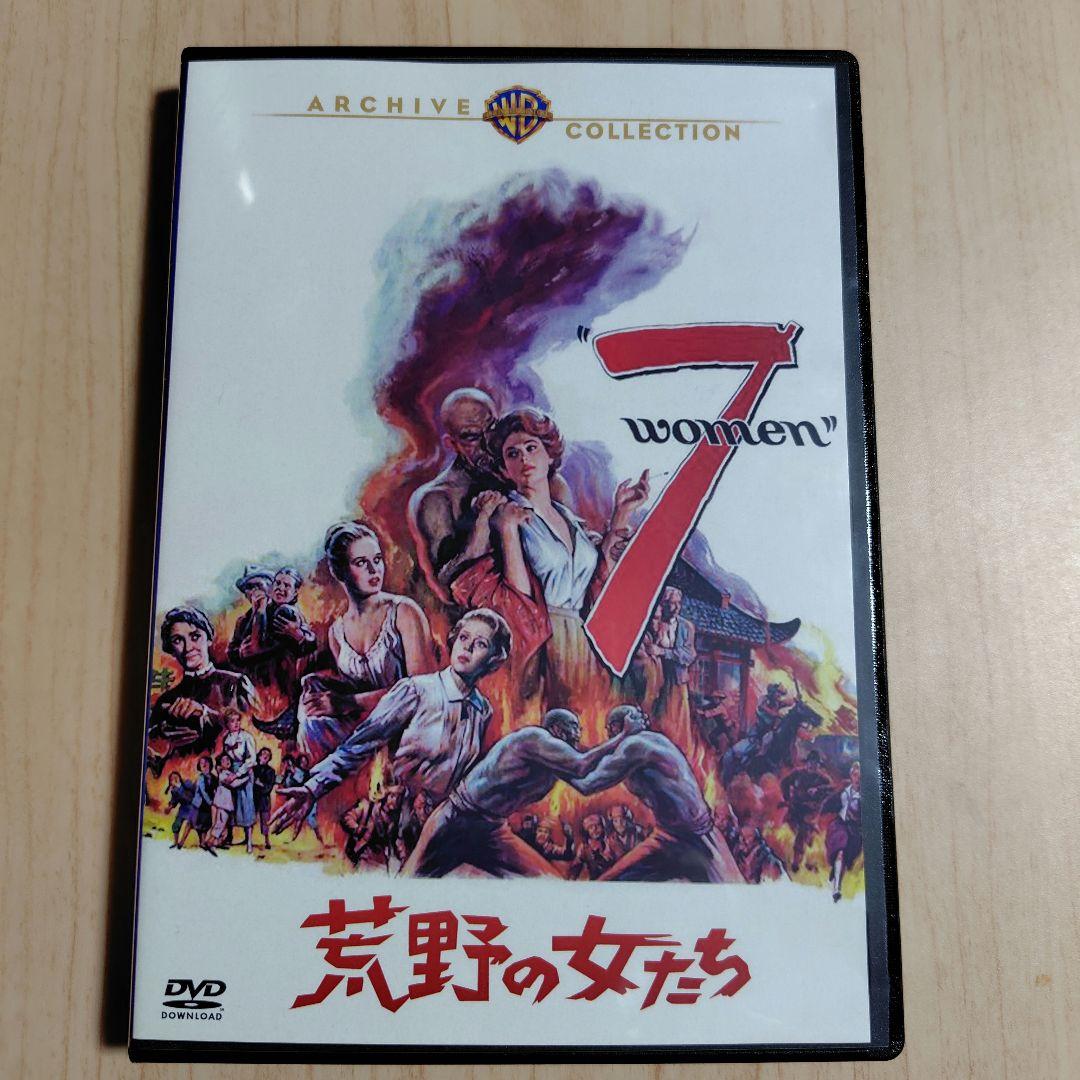 ARCHIVE WB COLLECTION
"7
women"
荒野の女たち
DVD
DOWNLOAD